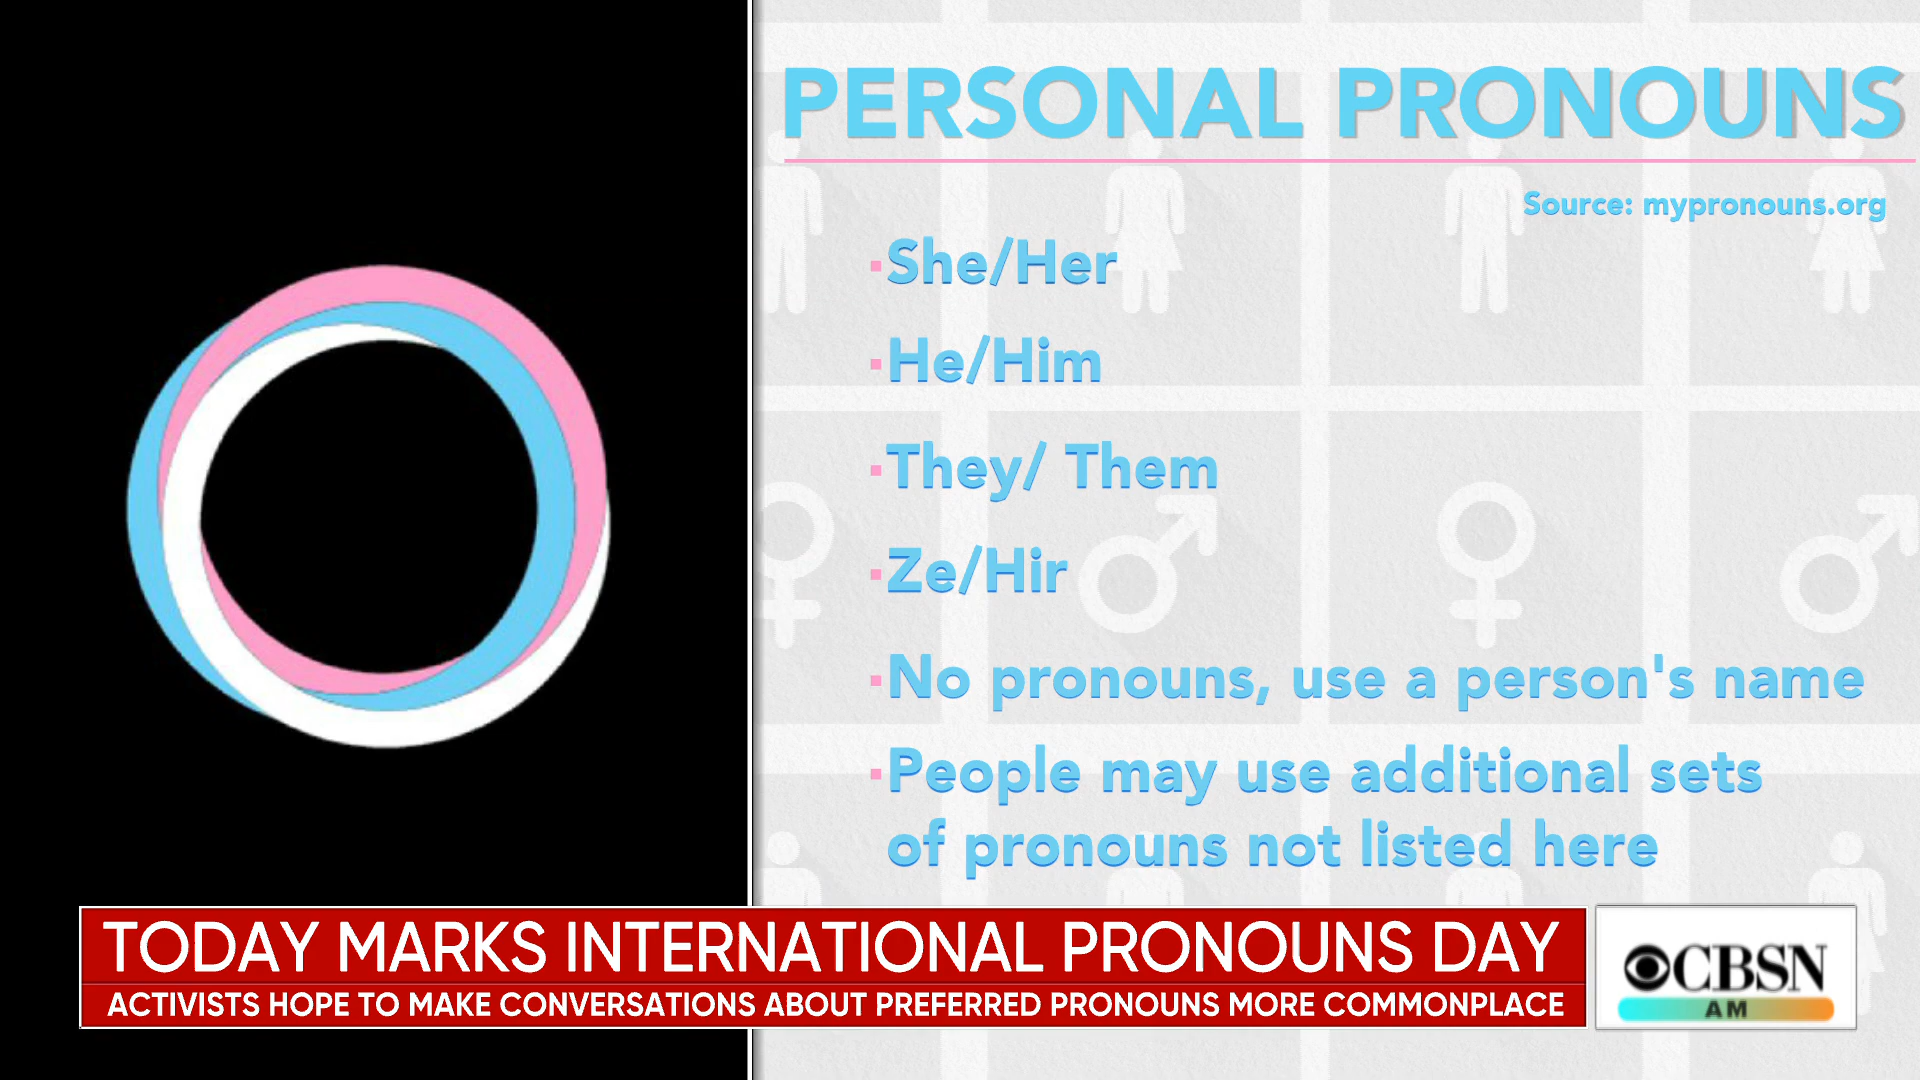 PERSONAL PRONOUNS
Source: mypronouns.org
She/Her
He/Him
They/ Them
Ze/Hir
No pronouns, use a person's name
People may use additional sets
of pronouns not listed here
TODAY MARKS INTERNATIONAL PRONOUNS DAY
ACTIVISTS HOPE TO MAKE CONVERSATIONS ABOUT PREFERRED PRONOUNS MORE COMMONPLACE
CBSN
AM